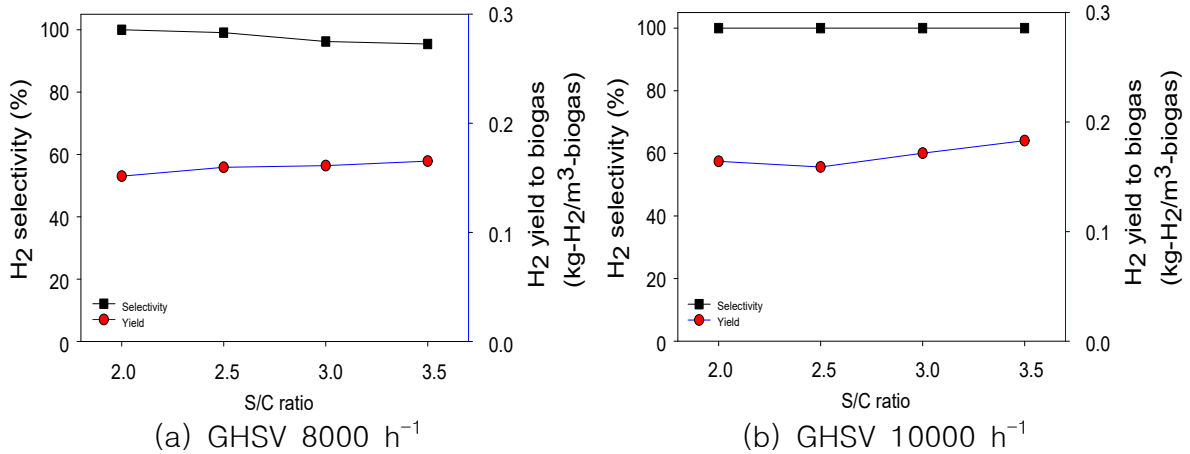 H2 selectivity (%)
100
80
60
40
20
0
Selectivity
Yield
2.0
2.5
3.0
3.5
S/C ratio
0.3
0.2
0.1
0.0
H2 yield to biogas
(kg-H2/m³-biogas)
(a) GHSV 8000 h⁻¹
H2 selectivity (%)
100
80
60
40
20
0
Selectivity
Yield
2.0
2.5
3.0
3.5
S/C ratio
0.3
0.2
0.1
0.0
H2 yield to biogas
(kg-H2/m³-biogas)
(b) GHSV 10000 h⁻¹